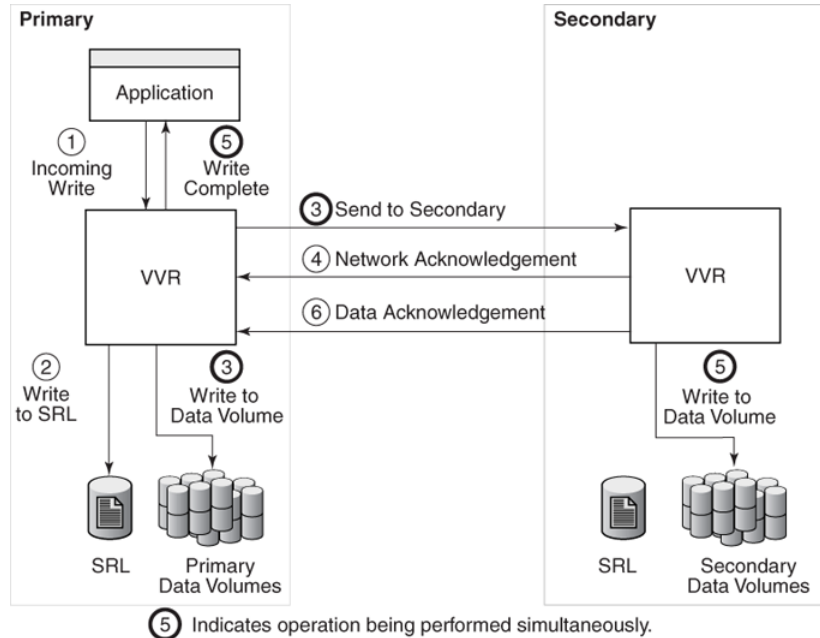 Primary
Secondary
Application
1
Incoming
Write
5
Write
Complete
3 Send to Secondary
4 Network Acknowledgement
6 Data Acknowledgement
VVR
VVR
2
Write
to SRL
3
Write to
Data Volume
5
Write to
Data Volume
SRL
Primary
Data Volumes
SRL
Secondary
Data Volumes
5 Indicates operation being performed simultaneously.